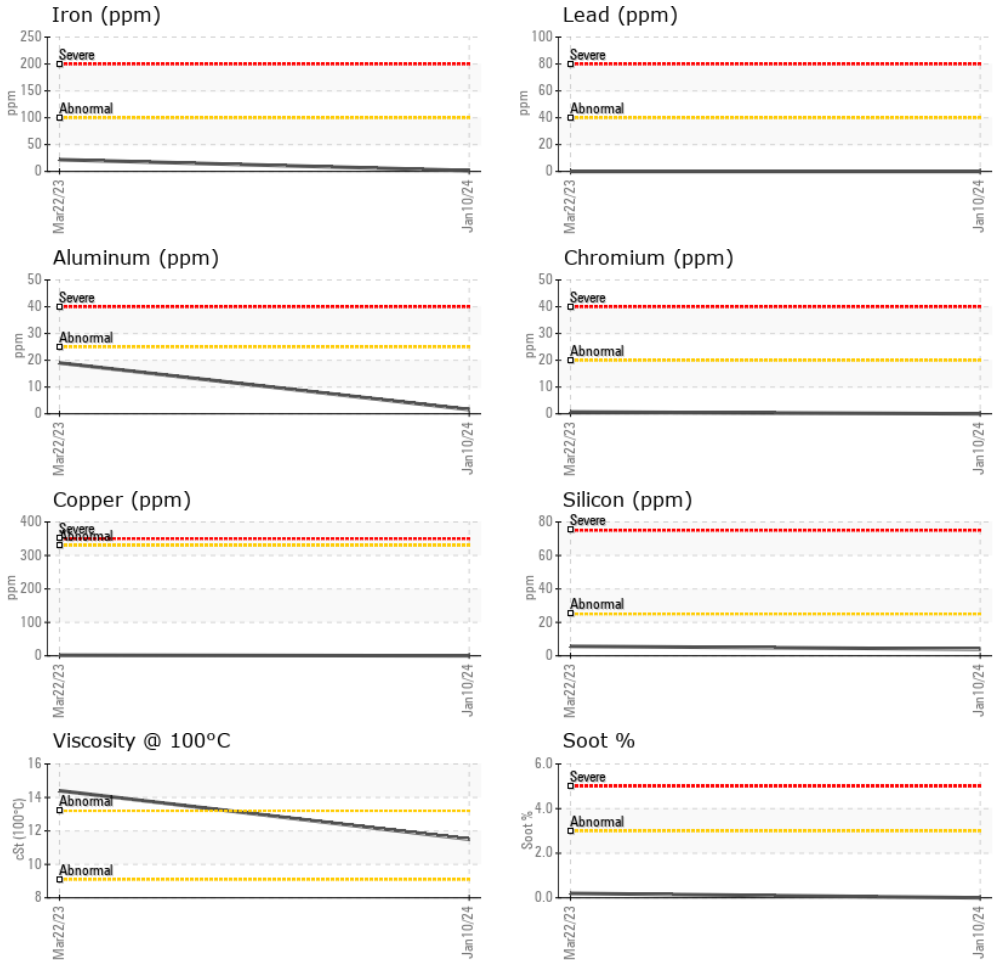 Iron (ppm)
250
200
150
100
50
0
ppm
Severe
Abnormal
Mar22/23
Jan10/24
Lead (ppm)
100
80
60
40
20
0
ppm
Severe
Abnormal
Mar22/23
Jan10/24
Aluminum (ppm)
50
40
30
20
10
0
ppm
Severe
Abnormal
Mar22/23
Jan10/24
Chromium (ppm)
50
40
30
20
10
0
ppm
Severe
Abnormal
Mar22/23
Jan10/24
Copper (ppm)
400
300
200
100
0
ppm
Severe
Abnormal
Mar22/23
Jan10/24
Silicon (ppm)
80
60
40
20
0
ppm
Severe
Abnormal
Mar22/23
Jan10/24
Viscosity @ 100°C
16
14
12
10
8
cSt (100°C)
Abnormal
Abnormal
Mar22/23
Jan10/24
Soot %
6.0
4.0
2.0
0.0
Soot %
Severe
Abnormal
Mar22/23
Jan10/24